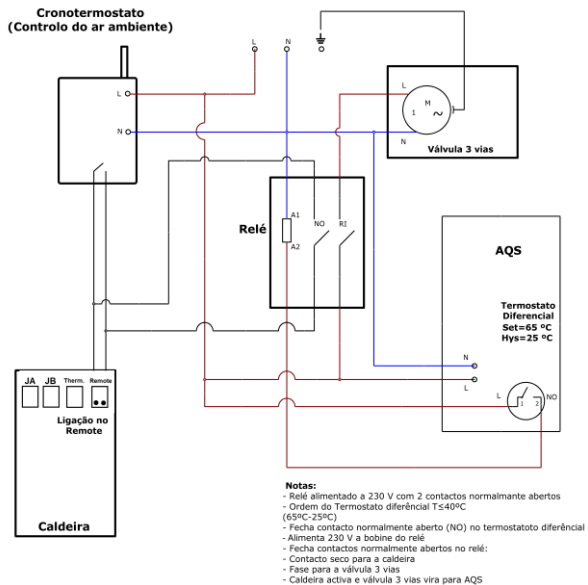 Cronotermostato
(Controlo do ar ambiente)
L
N
L
N
L
M
1
N
Válvula 3 vias
Relé
A1
A2
NO
RI
AQS
Termostato
Diferencial
Set=65 ºC
Hys=25 ºC
N
L
L
1
2
NO
JA
JB
Therm.
Remote
Ligação no
Remote
Caldeira
Notas:
- Relé alimentado a 230 V com 2 contactos normalmante abertos
- Ordem do Termostato diferêncial T≤40ºC
(65ºC-25ºC)
- Fecha contacto normalmente aberto (NO) no termostatoto diferêncial
- Alimenta 230 V a bobine do relé
- Fecha contactos normalmente abertos no relé:
- Contacto seco para a caldeira
- Fase para a válvula 3 vias
- Caldeira activa e válvula 3 vias vira para AQS